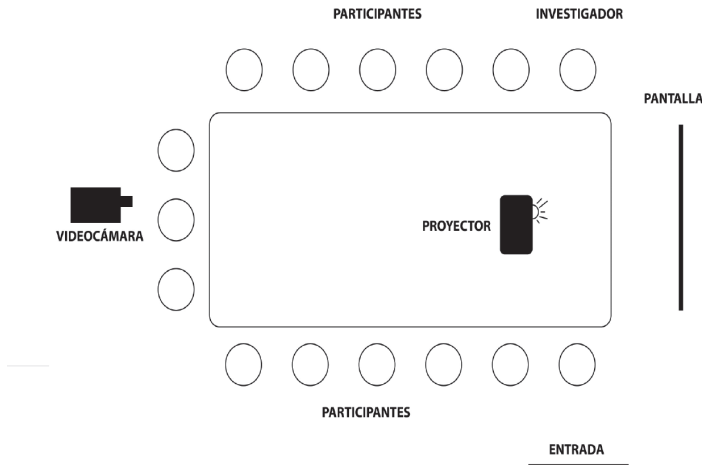 PARTICIPANTES
INVESTIGADOR
PANTALLA
PROYECTOR
VIDEOCÁMARA
PARTICIPANTES
ENTRADA